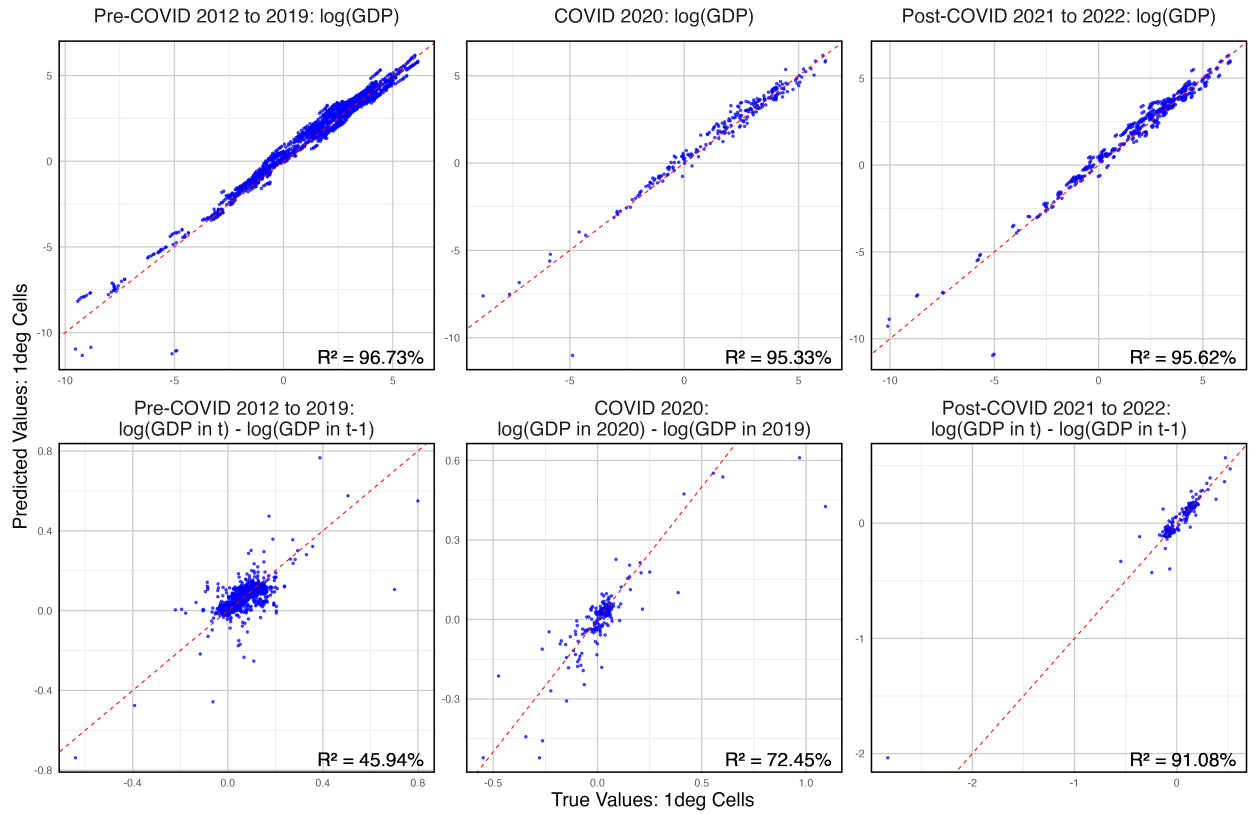 Pre-COVID 2012 to 2019: log(GDP)
COVID 2020: log(GDP)
Post-COVID 2021 to 2022: log(GDP)
5
0
-5
-10
-10
-5
0
5
R² = 96.73%
5
0
-5
-10
-5
0
5
R² = 95.33%
5
0
-5
-10
-10
-5
0
5
R² = 95.62%
Predicted Values: 1deg Cells
Pre-COVID 2012 to 2019:
log(GDP in t) - log(GDP in t-1)
COVID 2020:
log(GDP in 2020) - log(GDP in 2019)
Post-COVID 2021 to 2022:
log(GDP in t) - log(GDP in t-1)
0.8
0.4
0.0
-0.4
-0.8
-0.4
0.0
0.4
0.8
R² = 45.94%
0.6
0.3
0.0
-0.3
-0.5
0.0
0.5
1.0
R² = 72.45%
0
-1
-2
-2
-1
0
R² = 91.08%
True Values: 1deg Cells